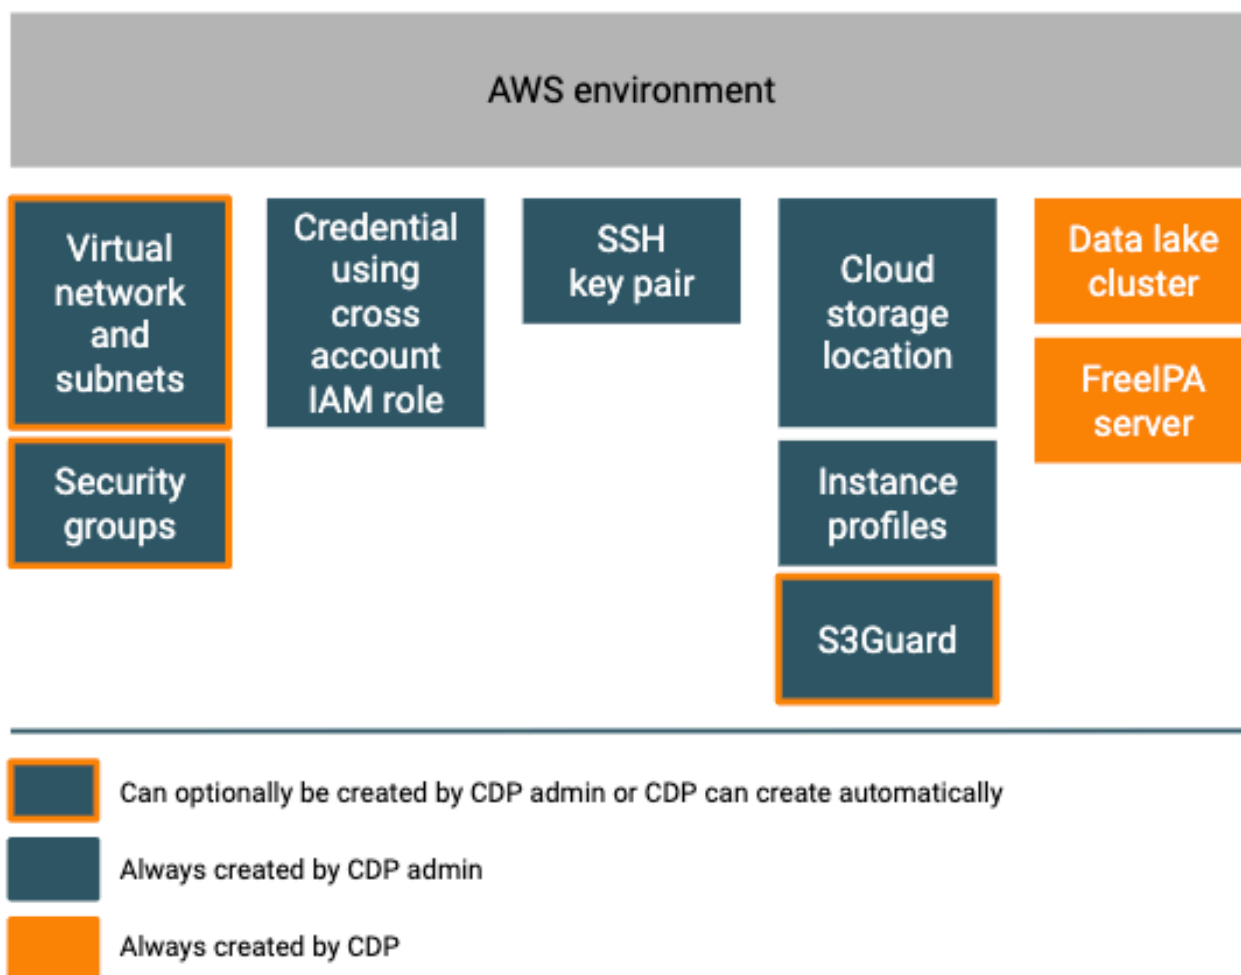 AWS environment
Virtual
network
and
subnets
Security
groups
Credential
using
cross
account
IAM role
SSH
key pair
Cloud
storage
location
Instance
profiles
S3Guard
Data lake
cluster
FreeIPA
server
Can optionally be created by CDP admin or CDP can create automatically
Always created by CDP admin
Always created by CDP